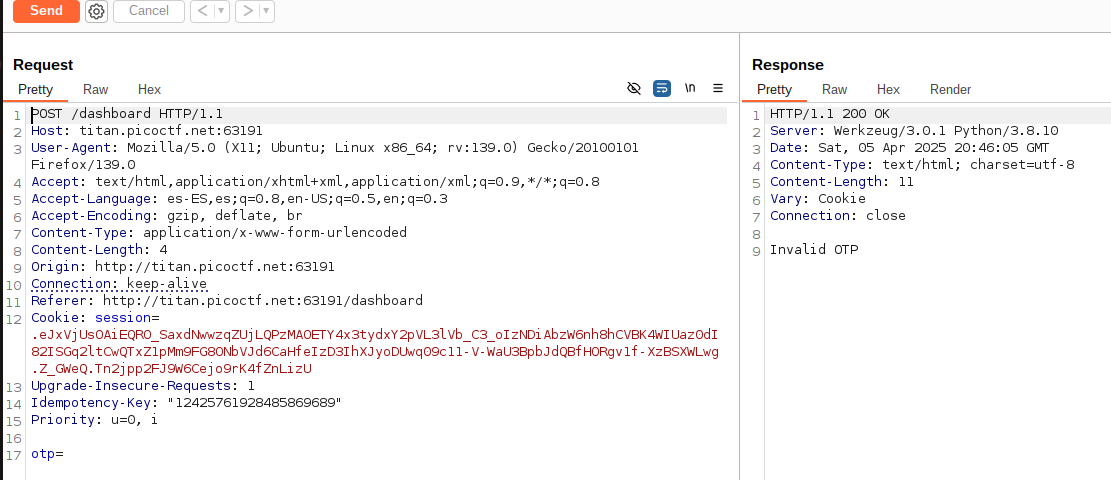 Send Cancel < >
Request
Pretty Raw Hex \n
1 POST /dashboard HTTP/1.1
2 Host: titan.picoctf.net:63191
3 User-Agent: Mozilla/5.0 (X11; Ubuntu; Linux x86_64; rv:139.0) Gecko/20100101
Firefox/139.0
4 Accept: text/html,application/xhtml+xml,application/xml;q=0.9,*/*;q=0.8
5 Accept-Language: es-ES,es;q=0.8,en-US;q=0.5,en;q=0.3
6 Accept-Encoding: gzip, deflate, br
7 Content-Type: application/x-www-form-urlencoded
8 Content-Length: 4
9 Origin: http://titan.picoctf.net:63191
10 Connection: keep-alive
11 Referer: http://titan.picoctf.net:63191/dashboard
12 Cookie: session=
.eJxVjUsOAiEQRO_SaxdNwwzqZUjLQPzMAOETY4x3tydxY2pVL3lVb_C3_oIzNDiAbzW6nh8hCVBK4WIUaz0dI
82ISGq2ltCwQTxZ1pMm9FG8ONbVJd6CaHfeIzD3IhXJyoDUwq09c11-V-WaU3BpbJdQBfHORgv1f-XzBSXWLwg
.Z_GWeQ.Tn2jpp2FJ9W6Cejo9rK4fZnLizU
13 Upgrade-Insecure-Requests: 1
14 Idempotency-Key: "12425761928485869689"
15 Priority: u=0, i
16
17 otp=
Response
Pretty Raw Hex Render
1 HTTP/1.1 200 OK
2 Server: Werkzeug/3.0.1 Python/3.8.10
3 Date: Sat, 05 Apr 2025 20:46:05 GMT
4 Content-Type: text/html; charset=utf-8
5 Content-Length: 11
6 Vary: Cookie
7 Connection: close
8
9 Invalid OTP